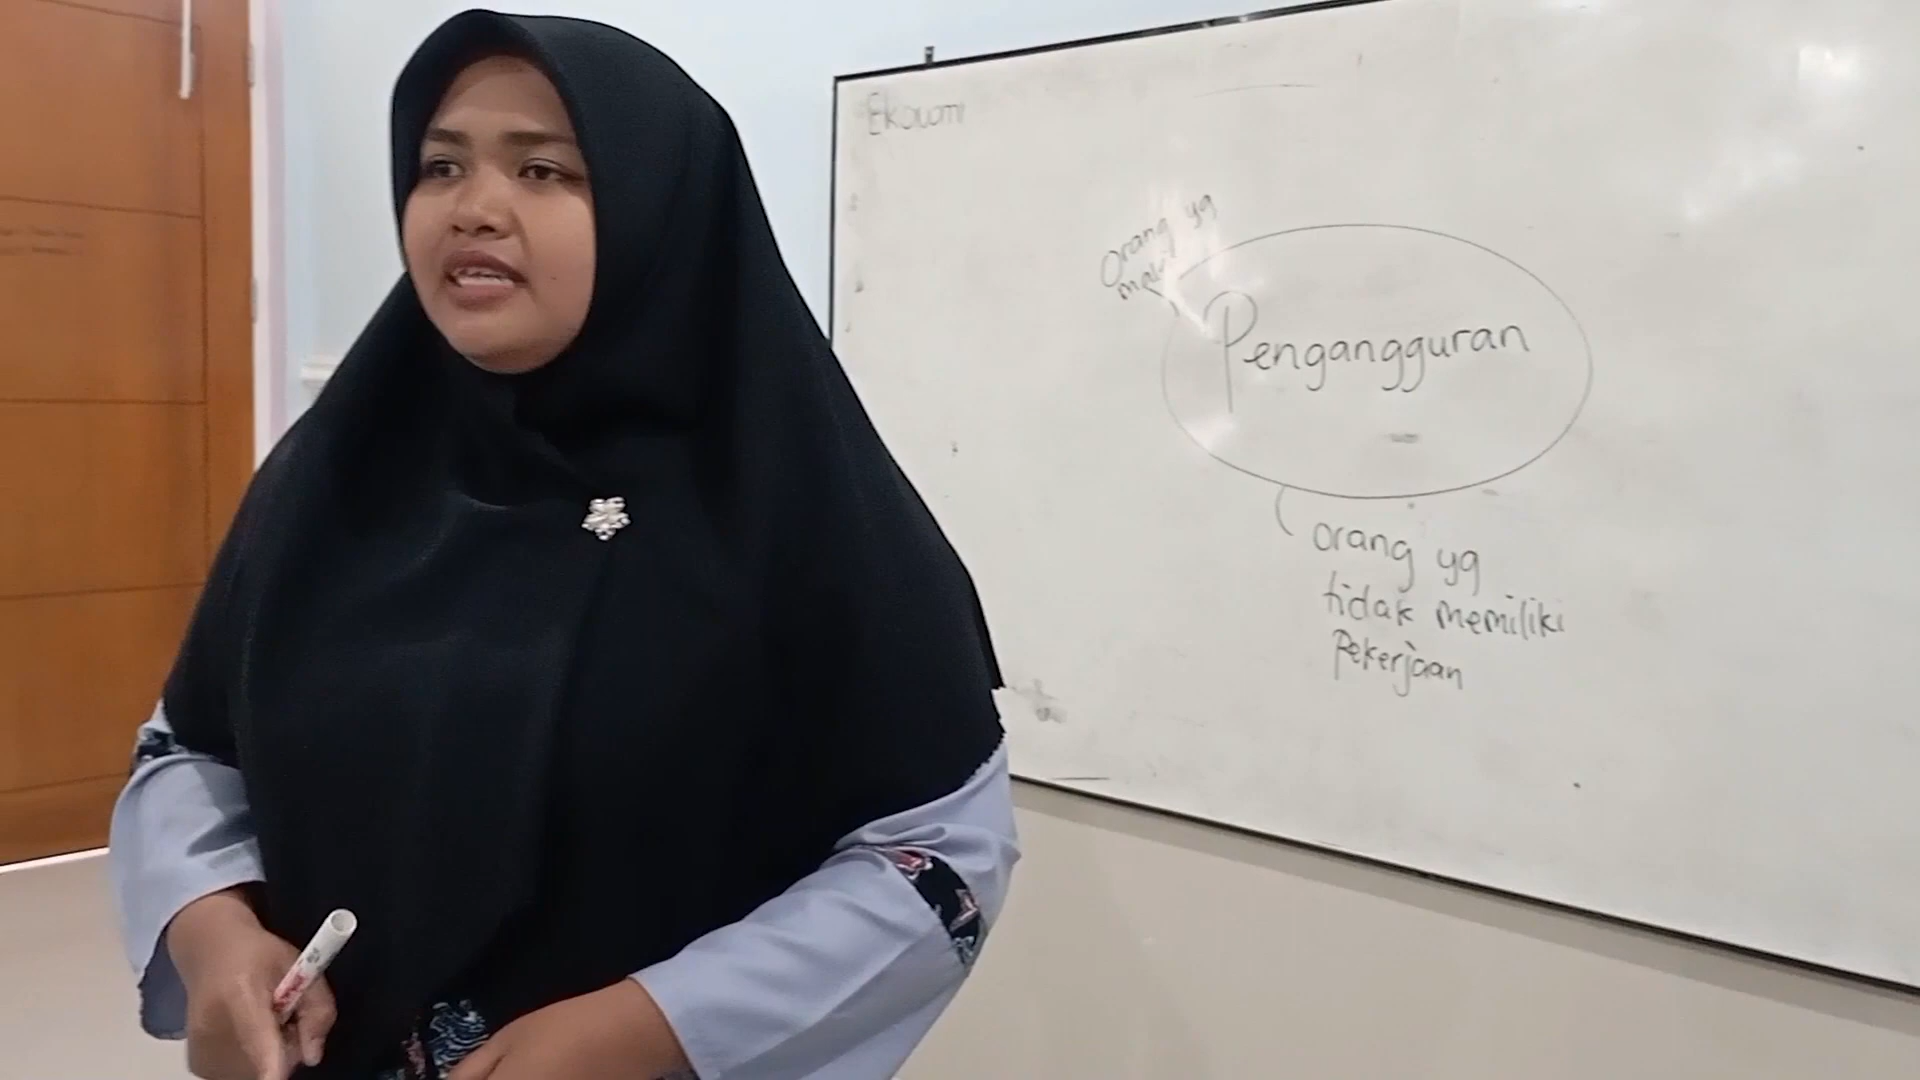 Ekonomi
Orang yg
Pengangguran
orang yg
tidak memiliki
Pekerjaan